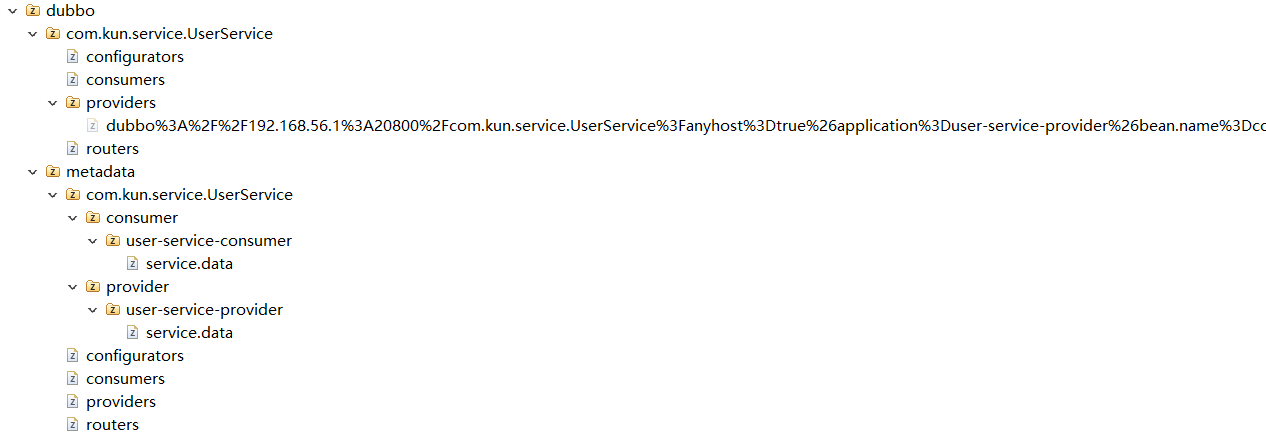 dubbo
com.kun.service.UserService
configurators
consumers
providers
dubbo%3A%2F%2F192.168.56.1%3A20800%2Fcom.kun.service.UserService%3Fanyhost%3Dtrue%26application%3Duser-service-provider%26bean.name%3Dco
routers
metadata
com.kun.service.UserService
consumer
user-service-consumer
service.data
provider
user-service-provider
service.data
configurators
consumers
providers
routers